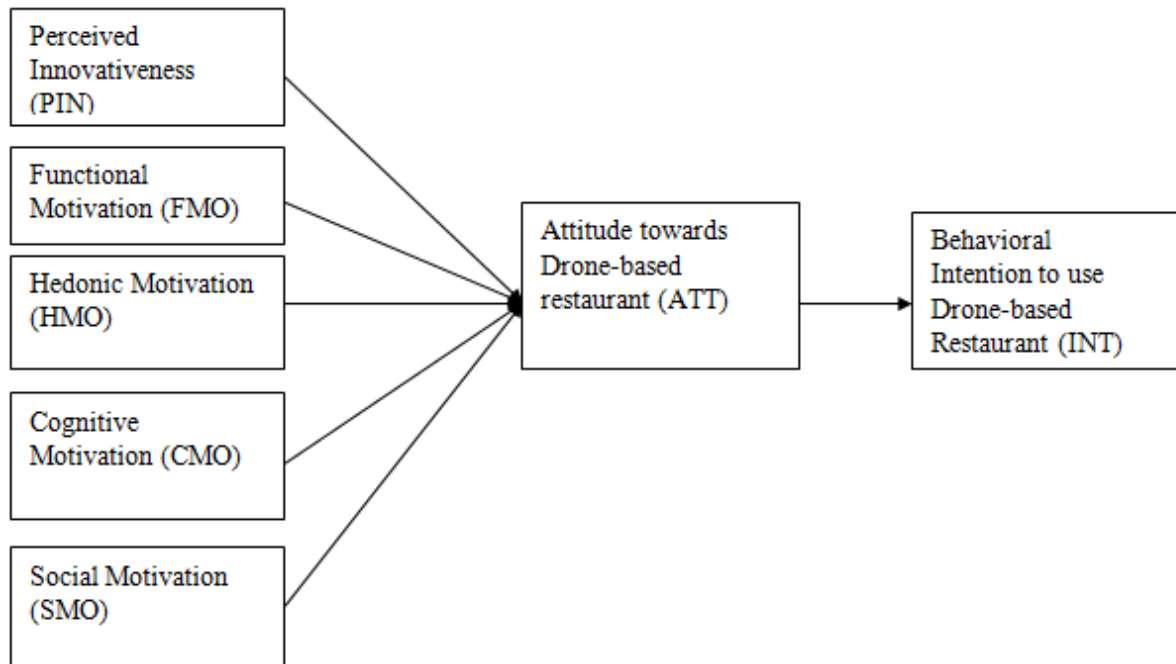 Perceived
Innovativeness
(PIN)
Functional
Motivation (FMO)
Hedonic Motivation
(HMO)
Cognitive
Motivation (CMO)
Social Motivation
(SMO)
Attitude towards
Drone-based
restaurant (ATT)
Behavioral
Intention to use
Drone-based
Restaurant (INT)